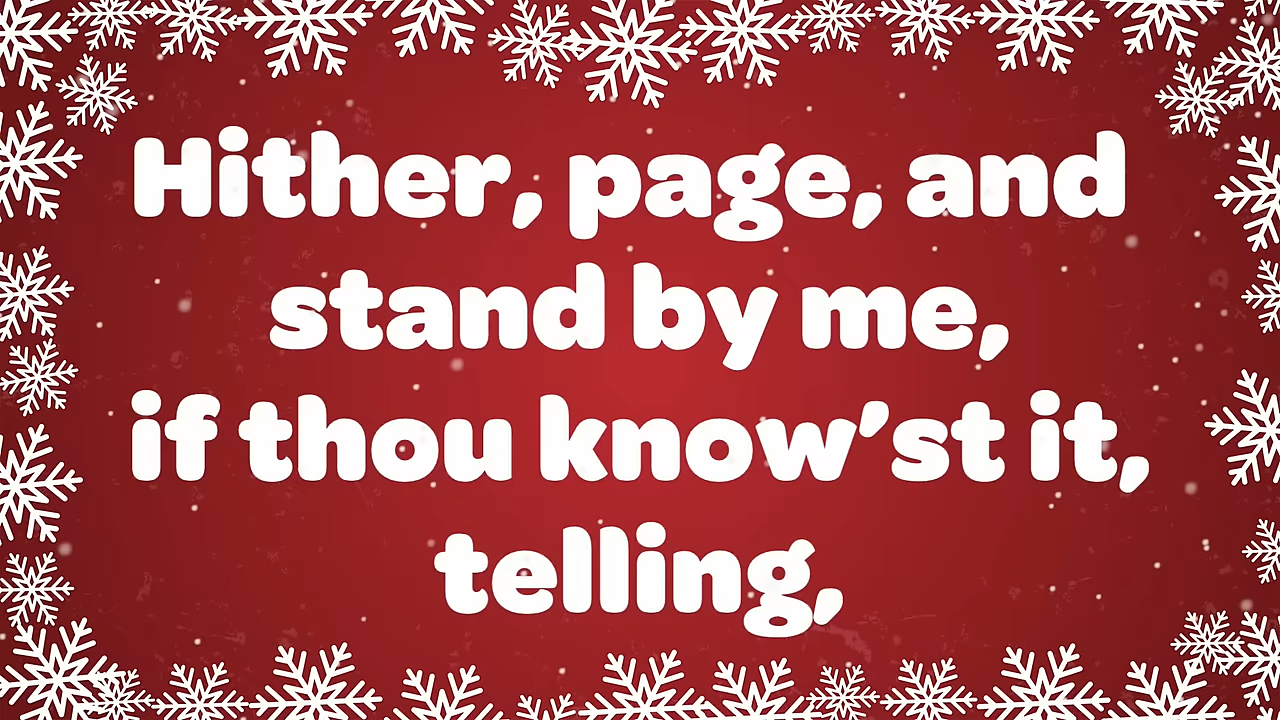 Hither, page, and
stand by me,
if thou know'st it,
telling,